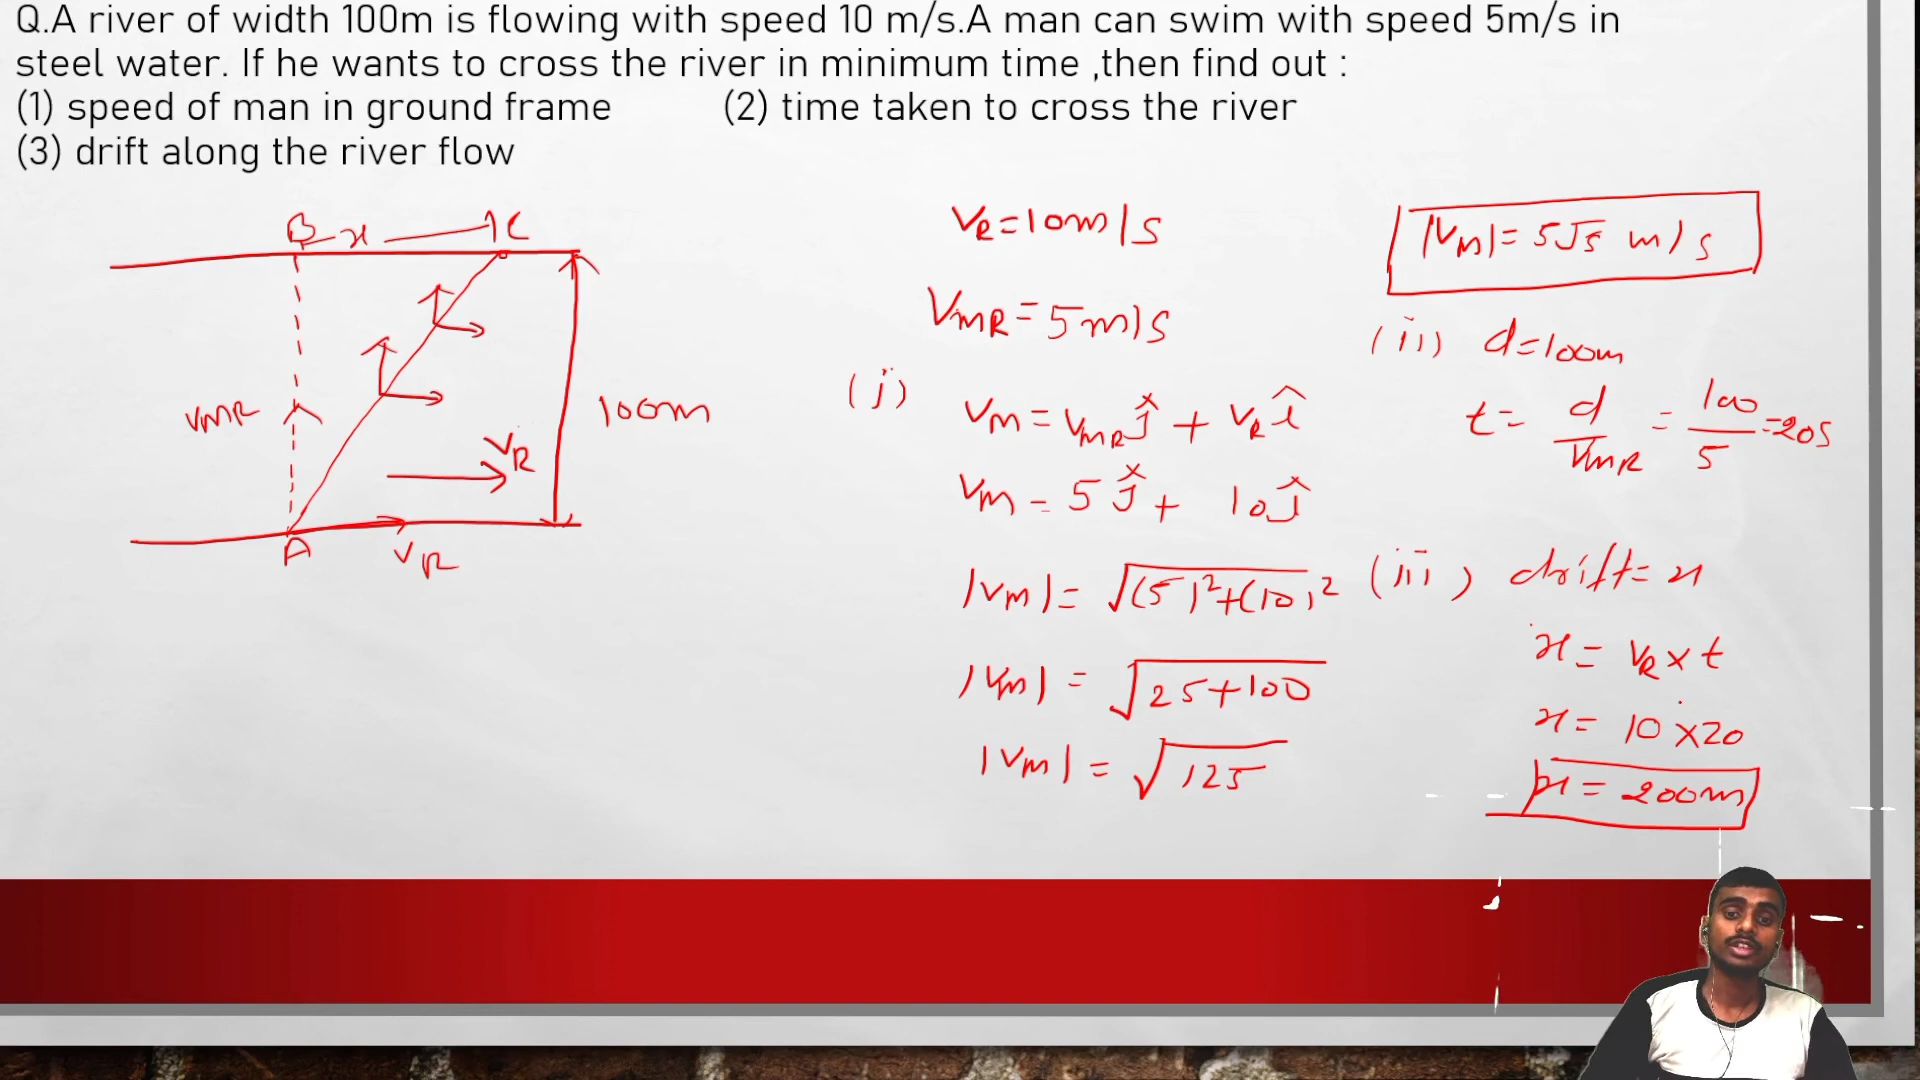 Q.A river of width 100m is flowing with speed 10 m/s.A man can swim with speed 5m/s in
steel water. If he wants to cross the river in minimum time ,then find out :
(1) speed of man in ground frame (2) time taken to cross the river
(3) drift along the river flow
B x C
VMR
VR
100m
A
VR
VR=10m/s
VMR=5m/s
(i)
VM = VMR ĵ + VR î
VM = 5 ĵ + 10 ĵ
|VM| = √(5)²+(10)²
|VM| = √25+100
|VM| = √125
|VM| = 5√5 m/s
(ii) d=100m
t = d/VMR = 100/5 = 20s
(iii) drift = x
x = VR × t
x = 10 × 20
x = 200m